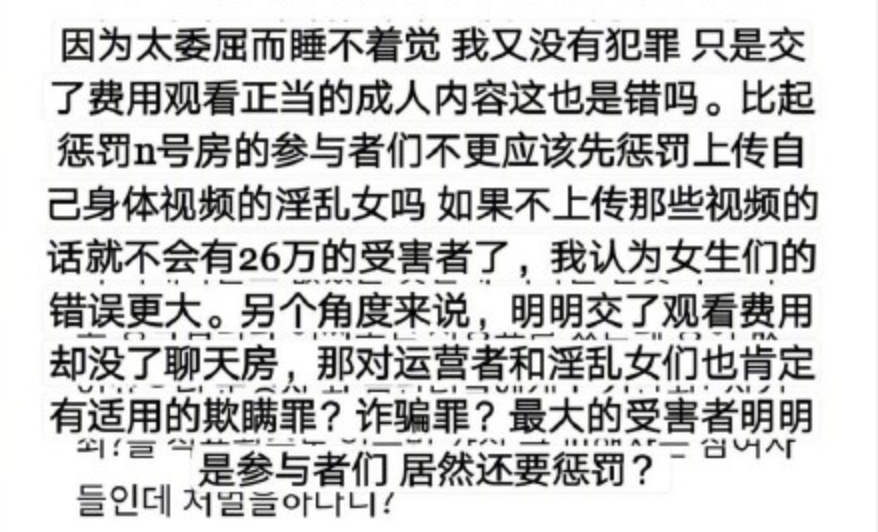 因为太委屈而睡不着觉 我又没有犯罪 只是交
了费用观看正当的成人内容这也是错吗。比起
惩罚n号房的参与者们不更应该先惩罚上传自
己身体视频的淫乱女吗 如果不上传那些视频的
话就不会有26万的受害者了，我认为女生们的
错误更大。另个角度来说，明明交了观看费用
却没了聊天房，那对运营者和淫乱女们也肯定
有适用的欺瞒罪？诈骗罪？最大的受害者明明
是参与者们 居然还要惩罚？
들인데 처벌을하다니?